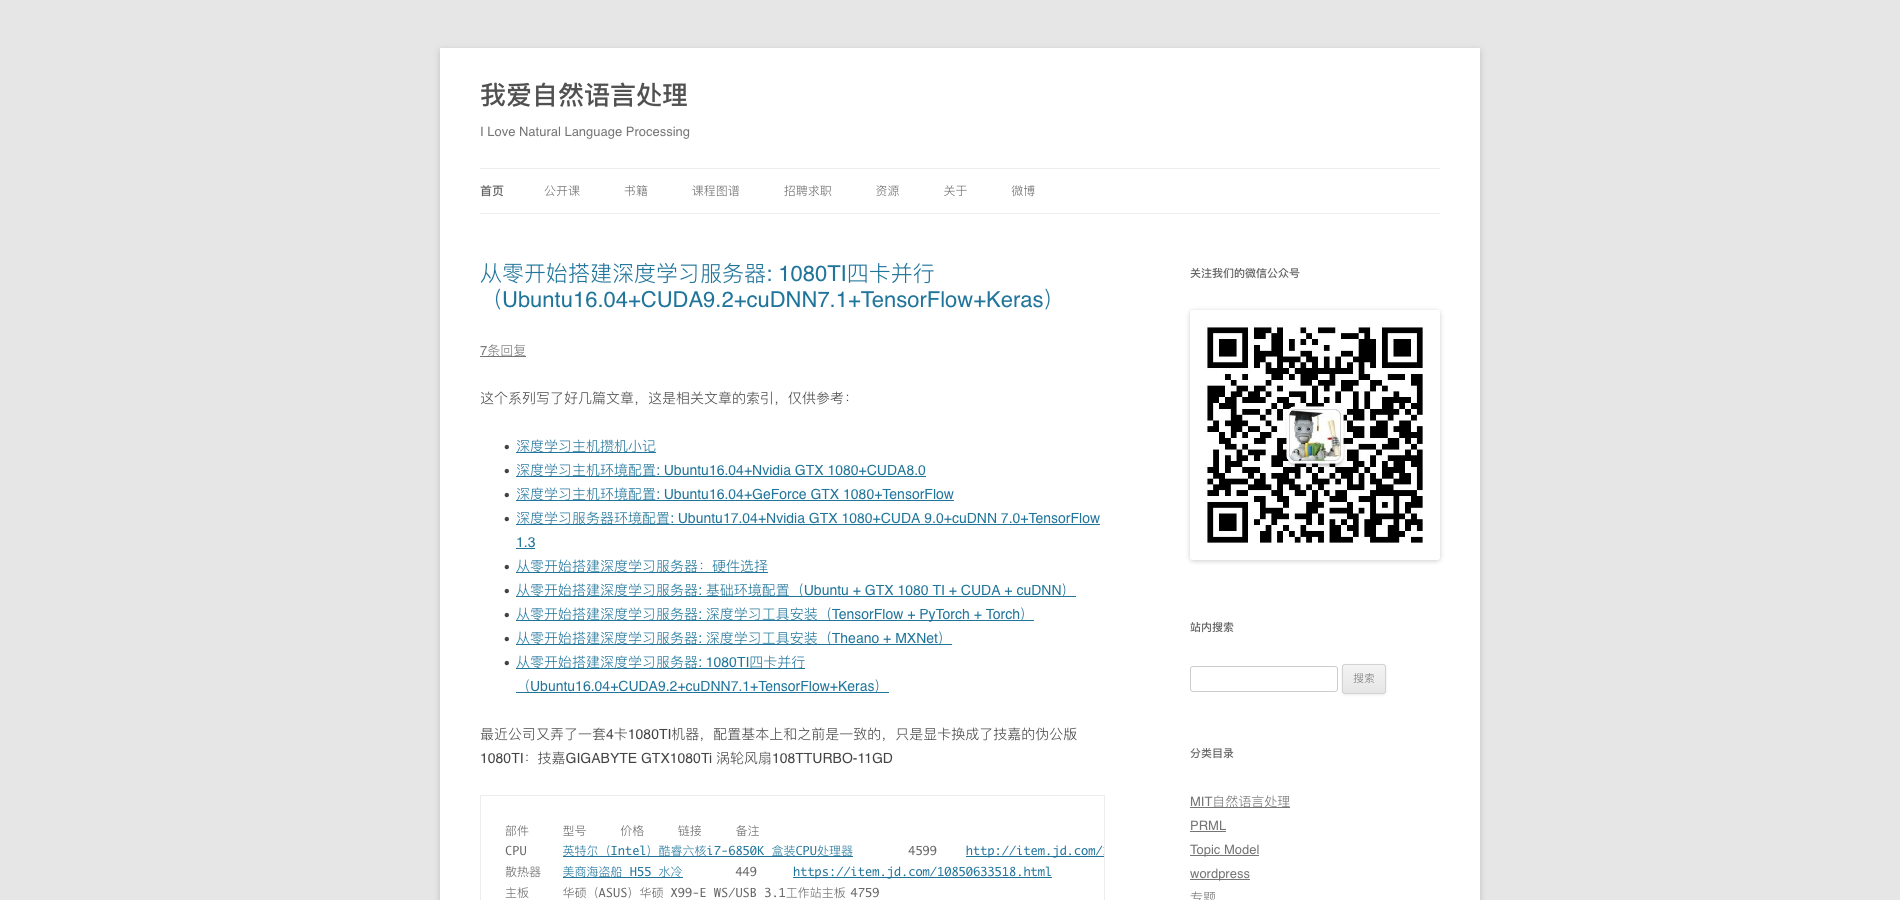 我爱自然语言处理
I Love Natural Language Processing
首页 公开课 书籍 课程图谱 招聘求职 资源 关于 微博
从零开始搭建深度学习服务器: 1080TI四卡并行
（Ubuntu16.04+CUDA9.2+cuDNN7.1+TensorFlow+Keras）
7条回复
这个系列写了好几篇文章，这是相关文章的索引，仅供参考：
深度学习主机攒机小记
深度学习主机环境配置: Ubuntu16.04+Nvidia GTX 1080+CUDA8.0
深度学习主机环境配置: Ubuntu16.04+GeForce GTX 1080+TensorFlow
深度学习服务器环境配置: Ubuntu17.04+Nvidia GTX 1080+CUDA 9.0+cuDNN 7.0+TensorFlow
1.3
从零开始搭建深度学习服务器：硬件选择
从零开始搭建深度学习服务器: 基础环境配置（Ubuntu + GTX 1080 TI + CUDA + cuDNN）
从零开始搭建深度学习服务器: 深度学习工具安装（TensorFlow + PyTorch + Torch）
从零开始搭建深度学习服务器: 深度学习工具安装（Theano + MXNet）
从零开始搭建深度学习服务器: 1080TI四卡并行
（Ubuntu16.04+CUDA9.2+cuDNN7.1+TensorFlow+Keras）
最近公司又弄了一套4卡1080TI机器，配置基本上和之前是一致的，只是显卡换成了技嘉的伪公版
1080TI：技嘉GIGABYTE GTX1080Ti 涡轮风扇108TTURBO-11GD
部件 型号 价格 链接 备注
CPU 英特尔（Intel）酷睿六核i7-6850K 盒装CPU处理器 4599 http://item.jd.com/
散热器 美商海盗船 H55 水冷 449 https://item.jd.com/10850633518.html
主板 华硕（ASUS）华硕 X99-E WS/USB 3.1工作站主板 4759
关注我们的微信公众号
站内搜索
搜索
分类目录
MIT自然语言处理
PRML
Topic Model
wordpress
专题